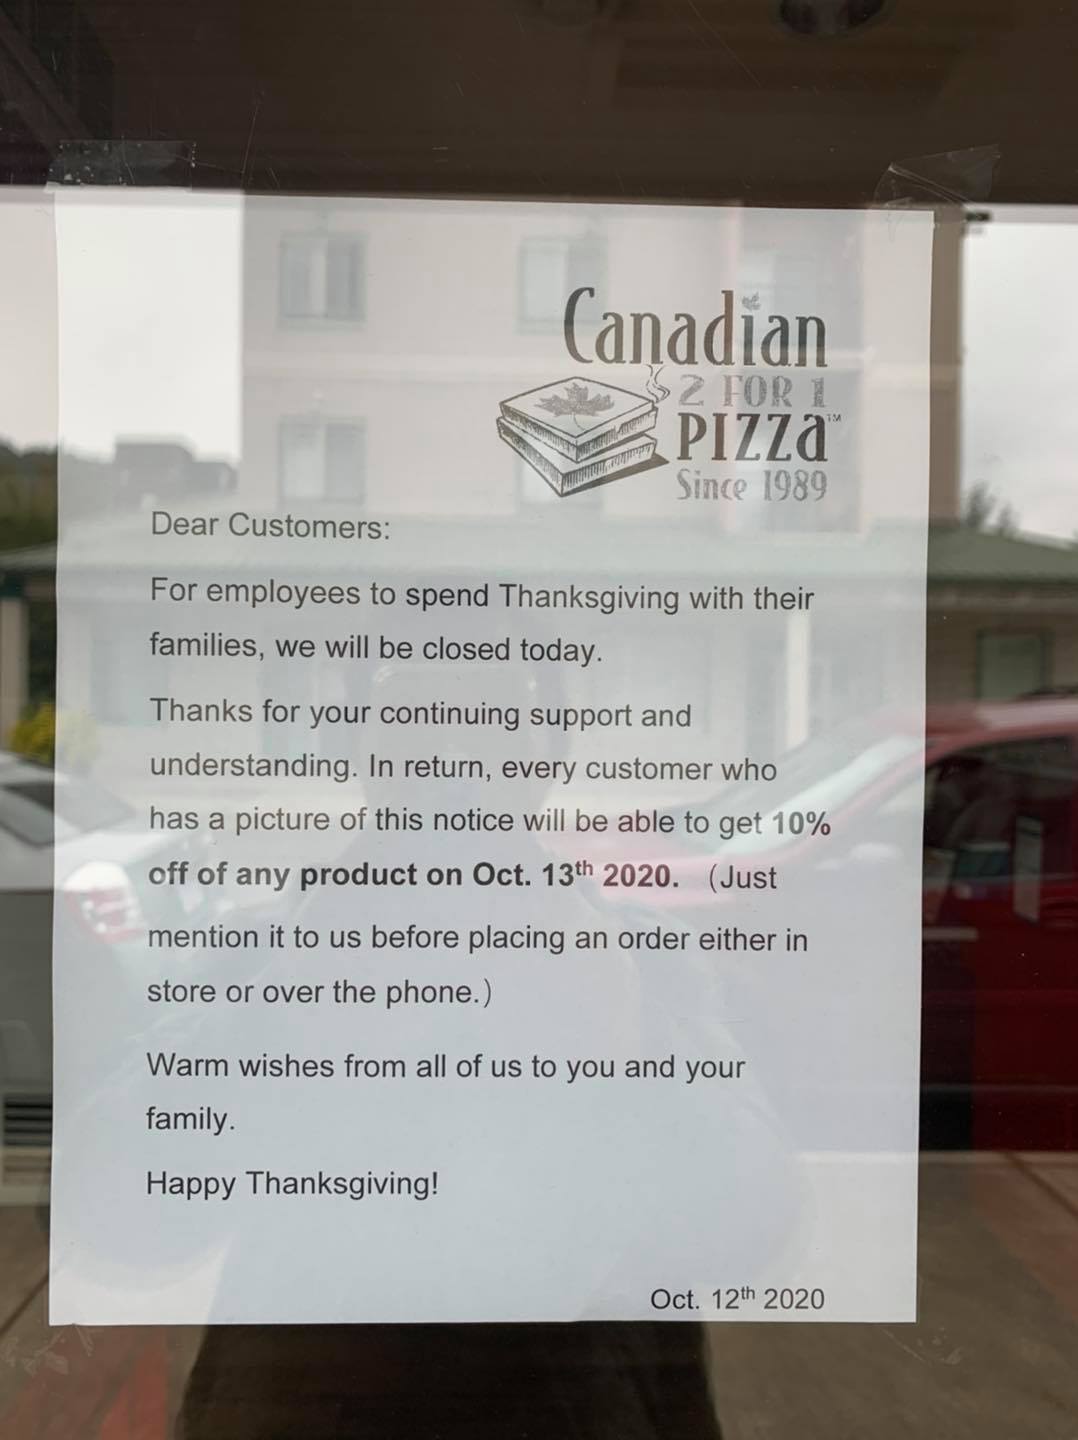 Canadian
2 FOR 1
PIZZa™
Since 1989
Dear Customers:
For employees to spend Thanksgiving with their
families, we will be closed today.
Thanks for your continuing support and
understanding. In return, every customer who
has a picture of this notice will be able to get 10%
off of any product on Oct. 13th 2020. (Just
mention it to us before placing an order either in
store or over the phone.)
Warm wishes from all of us to you and your
family.
Happy Thanksgiving!
Oct. 12th 2020